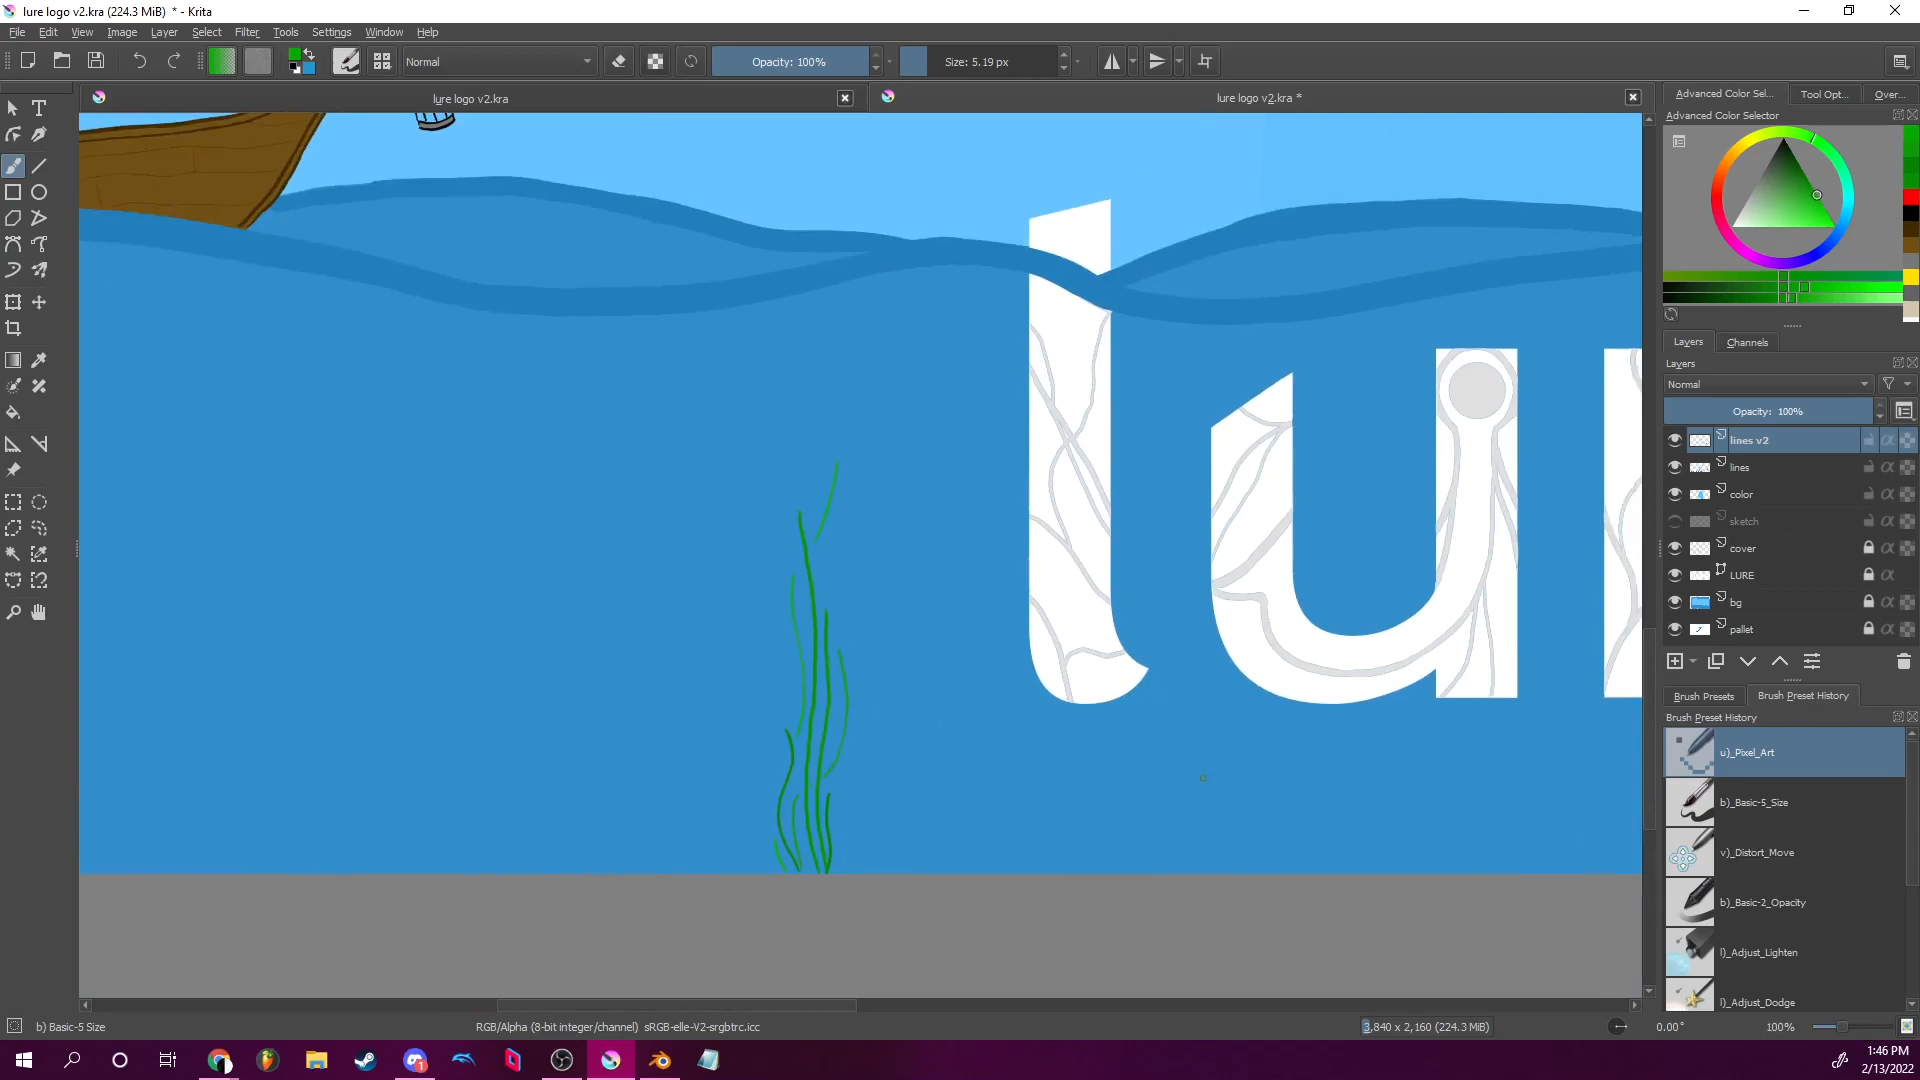 lure logo v2.kra (224.3 MiB) * - Krita
File Edit View Image Layer Select Filter Tools Settings Window Help
Normal Opacity: 100% Size: 5.19 px
lure logo v2.kra lure logo v2.kra *
Advanced Color Sel... Tool Opt... Over...
Advanced Color Selector
lur
Layers Channels
Layers
Normal
Opacity: 100%
lines v2
lines
color
sketch
cover
LURE
bg
pallet
Brush Presets Brush Preset History
Brush Preset History
u)_Pixel_Art
b)_Basic-5_Size
v)_Distort_Move
b)_Basic-2_Opacity
l)_Adjust_Lighten
l)_Adjust_Dodge
b) Basic-5 Size RGB/Alpha (8-bit integer/channel) sRGB-elle-V2-srgbtrc.icc 3,840 x 2,160 (224.3 MiB) 0.00° 100%
1
1:46 PM
2/13/2022